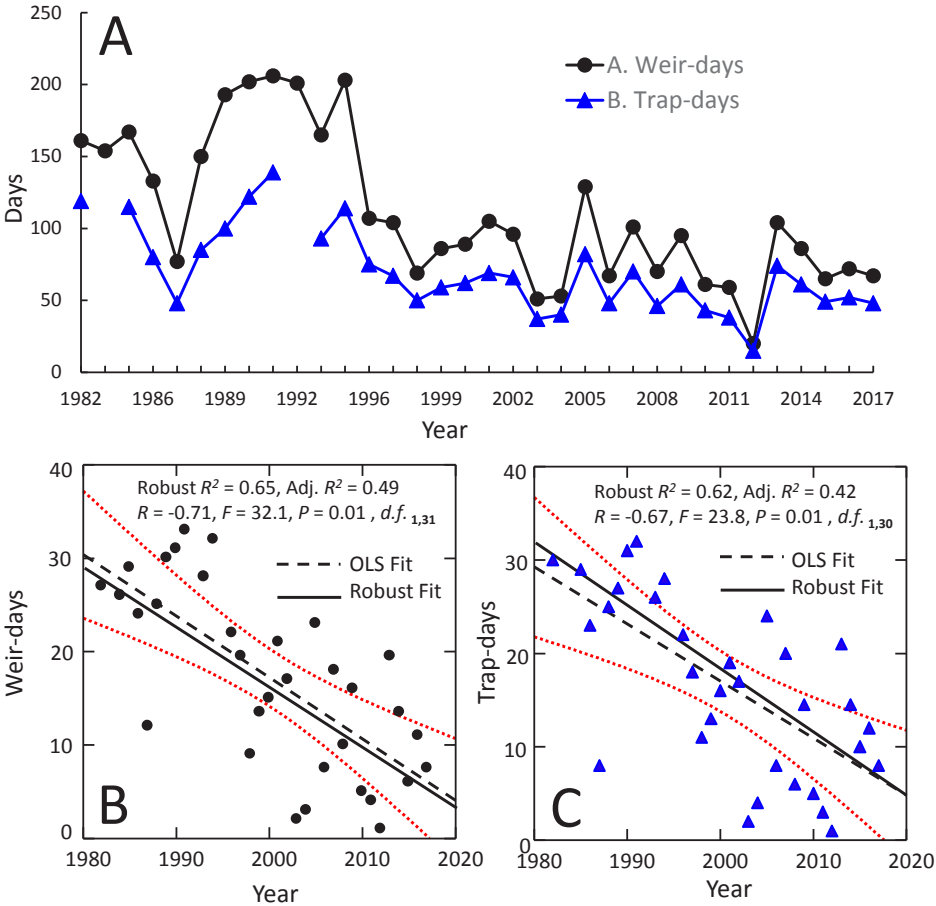 250
200
150
100
50
0
Days
A
A. Weir-days
B. Trap-days
1982 1986 1989 1992 1996 1999 2002 2005 2008 2011 2014 2017
Year
40
30
20
10
0
Weir-days
Robust R² = 0.65, Adj. R² = 0.49
R = -0.71, F = 32.1, P = 0.01 , d.f. 1,31
OLS Fit
Robust Fit
B
1980 1990 2000 2010 2020
Year
40
30
20
10
0
Trap-days
Robust R² = 0.62, Adj. R² = 0.42
R = -0.67, F = 23.8, P = 0.01 , d.f. 1,30
OLS Fit
Robust Fit
C
1980 1990 2000 2010 2020
Year